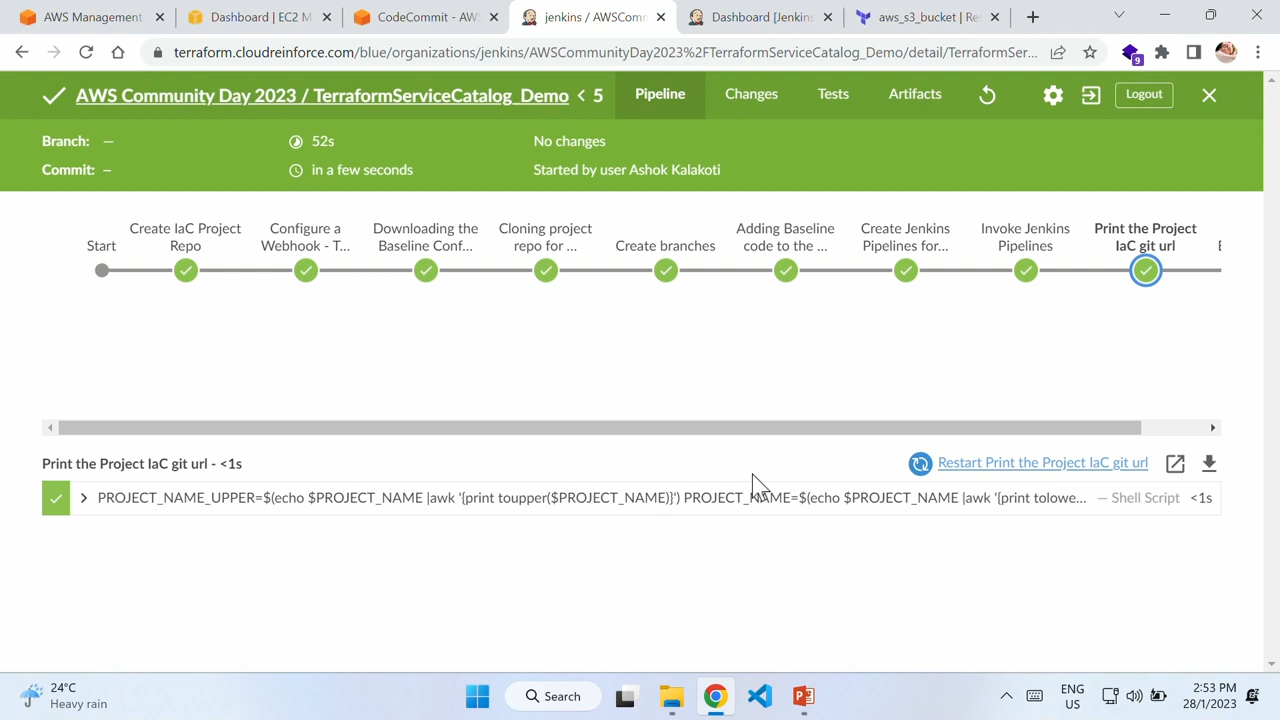 AWS Management
Dashboard | EC2 M
CodeCommit - AWS
jenkins / AWSComm
Dashboard [Jenkins
aws_s3_bucket | Re
terraform.cloudreinforce.com/blue/organizations/jenkins/AWSCommunityDay2023%2FTerraformServiceCatalog_Demo/detail/TerraformSer...
9
AWS Community Day 2023 / TerraformServiceCatalog_Demo < 5
Pipeline
Changes
Tests
Artifacts
Logout
Branch: —
52s
No changes
Commit: –
in a few seconds
Started by user Ashok Kalakoti
Start
Create IaC Project
Repo
Configure a
Webhook - T...
Downloading the
Baseline Conf...
Cloning project
repo for ...
Create branches
Adding Baseline
code to the ...
Create Jenkins
Pipelines for...
Invoke Jenkins
Pipelines
Print the Project
IaC git url
Print the Project IaC git url - <1s
Restart Print the Project IaC git url
PROJECT_NAME_UPPER=$(echo $PROJECT_NAME |awk '{print toupper($PROJECT_NAME)}') PROJECT_NAME=$(echo $PROJECT_NAME |awk '{print tolowe... — Shell Script <1s
24°C
Heavy rain
Search
ENG
US
2:53 PM
28/1/2023